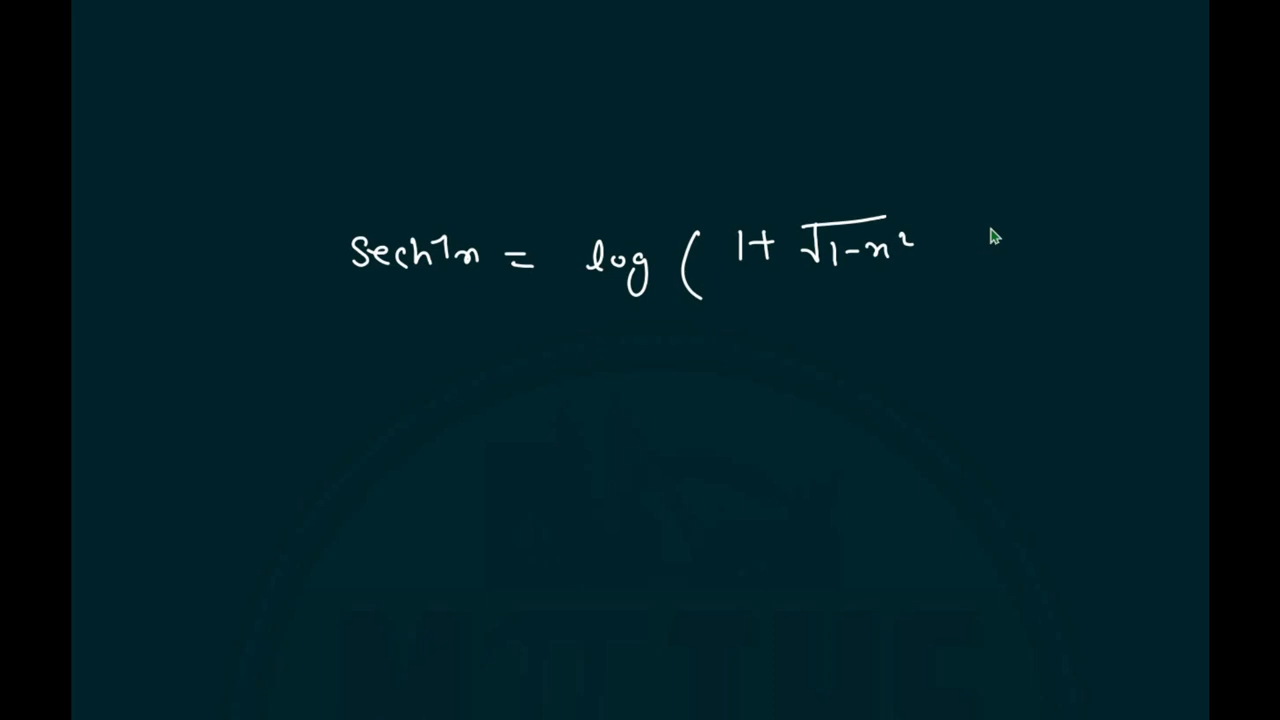 sech⁻¹x = log ( 1+ √1-x²